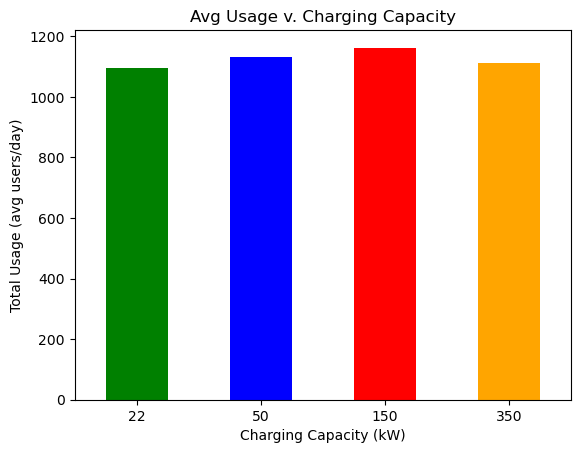 Avg Usage v. Charging Capacity
1200
1000
800
600
400
200
0
Total Usage (avg users/day)
22 50 150 350
Charging Capacity (kW)